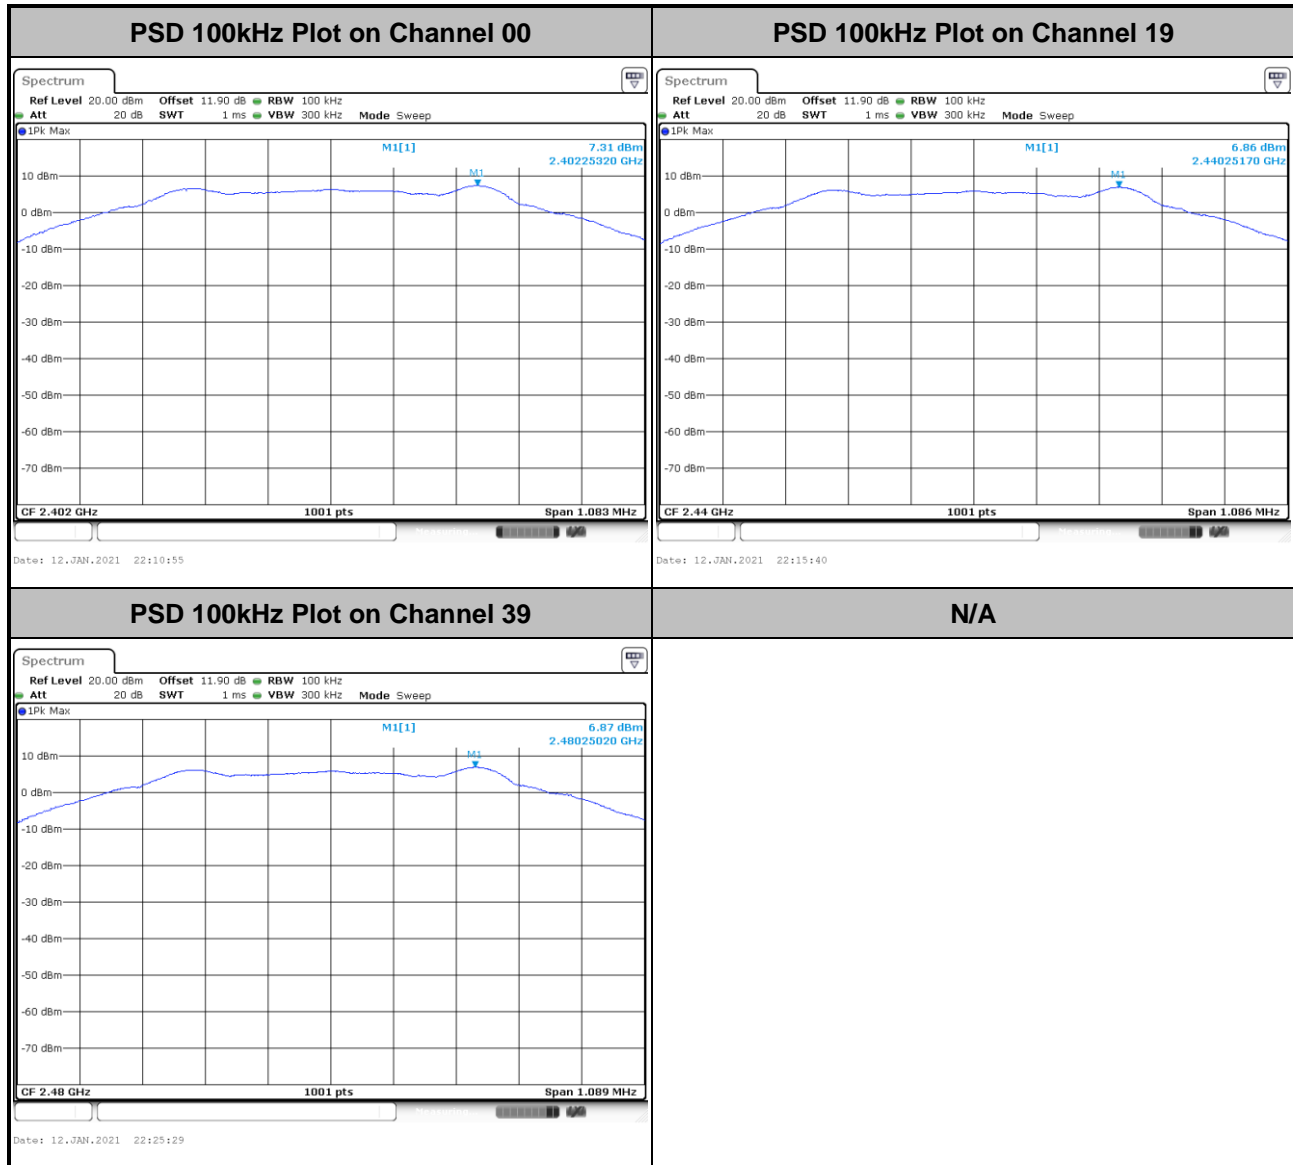 PSD 100kHz Plot on Channel 00
Spectrum
Ref Level 20.00 dBm Offset 11.90 dB RBW 100 kHz
Att 20 dB SWT 1 ms VBW 300 kHz Mode Sweep
1Pk Max
M1[1] 7.31 dBm
2.40225320 GHz
M1
10 dBm
0 dBm
-10 dBm
-20 dBm
-30 dBm
-40 dBm
-50 dBm
-60 dBm
-70 dBm
CF 2.402 GHz 1001 pts Span 1.083 MHz
Date: 12.JAN.2021 22:10:55
PSD 100kHz Plot on Channel 19
Spectrum
Ref Level 20.00 dBm Offset 11.90 dB RBW 100 kHz
Att 20 dB SWT 1 ms VBW 300 kHz Mode Sweep
1Pk Max
M1[1] 6.86 dBm
2.44025170 GHz
M1
10 dBm
0 dBm
-10 dBm
-20 dBm
-30 dBm
-40 dBm
-50 dBm
-60 dBm
-70 dBm
CF 2.44 GHz 1001 pts Span 1.086 MHz
Date: 12.JAN.2021 22:15:40
PSD 100kHz Plot on Channel 39
Spectrum
Ref Level 20.00 dBm Offset 11.90 dB RBW 100 kHz
Att 20 dB SWT 1 ms VBW 300 kHz Mode Sweep
1Pk Max
M1[1] 6.87 dBm
2.48025020 GHz
M1
10 dBm
0 dBm
-10 dBm
-20 dBm
-30 dBm
-40 dBm
-50 dBm
-60 dBm
-70 dBm
CF 2.48 GHz 1001 pts Span 1.089 MHz
Measuring
Date: 12.JAN.2021 22:25:29
N/A